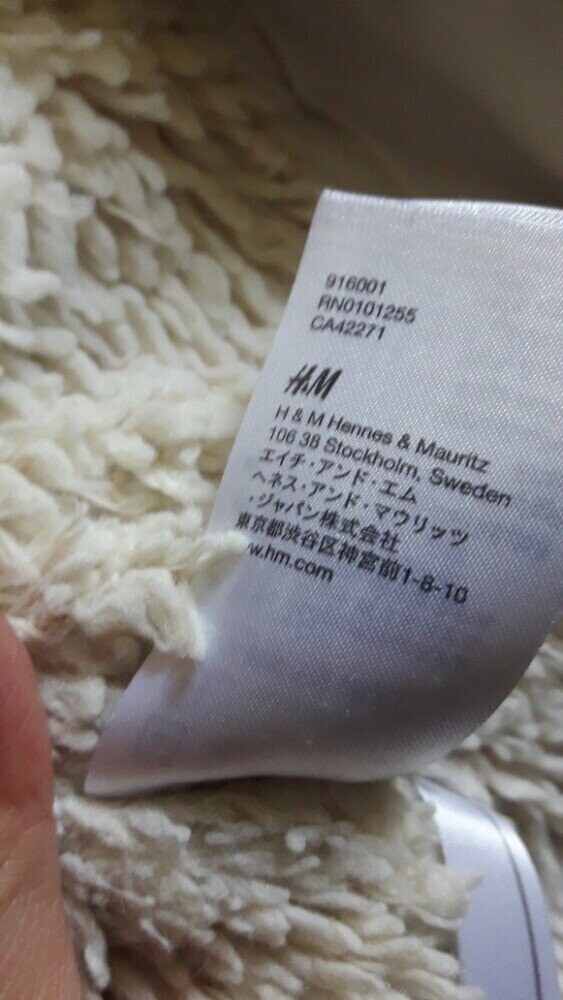 916001
RN0101255
CA42271
H&M
H & M Hennes & Mauritz
106 38 Stockholm, Sweden
エイチ・アンド・エム
ヘネス・アンド・マウリッツ
・ジャパン株式会社
東京都渋谷区神宮前1-8-10
w.hm.com